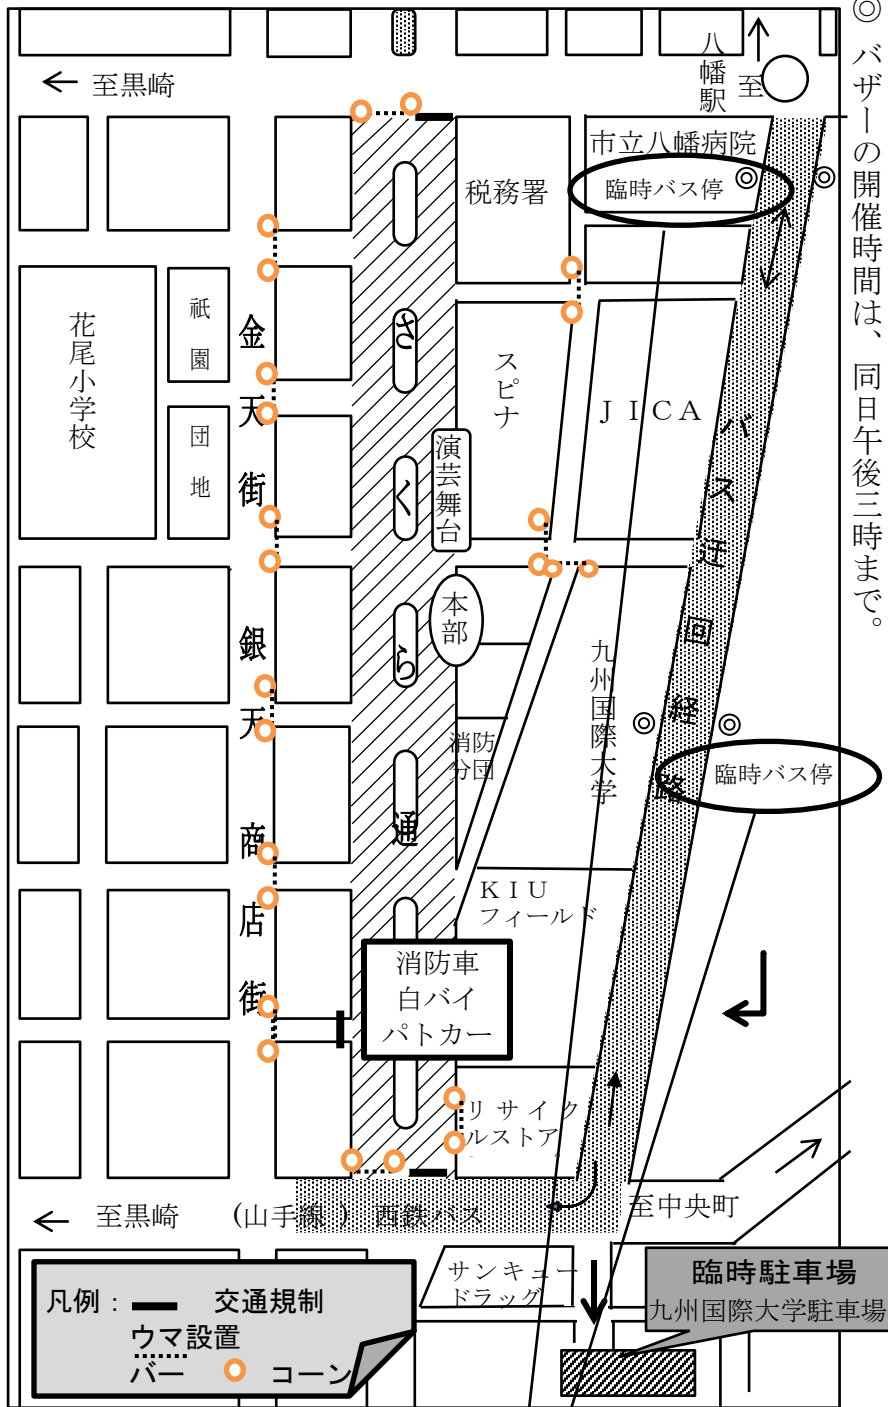 ◎ バザーの開催時間は、同日午後三時まで。
至黒崎
至
八幡駅
市立八幡病院
臨時バス停
税務署
花尾小学校
祇園
団地
金天街
銀天商店街
さくら通
スピナ
JICA
演芸舞台
本部
消防
分団
九州国際大学
バス迂回経路
臨時バス停
KIU
フィールド
消防車
白バイ
パトカー
リサイク
ルストア
至黒崎
(山手線)
西鉄バス
至中央町
サンキュー
ドラッグ
臨時駐車場
九州国際大学駐車場
凡例:
交通規制
ウマ設置
バー
コーン